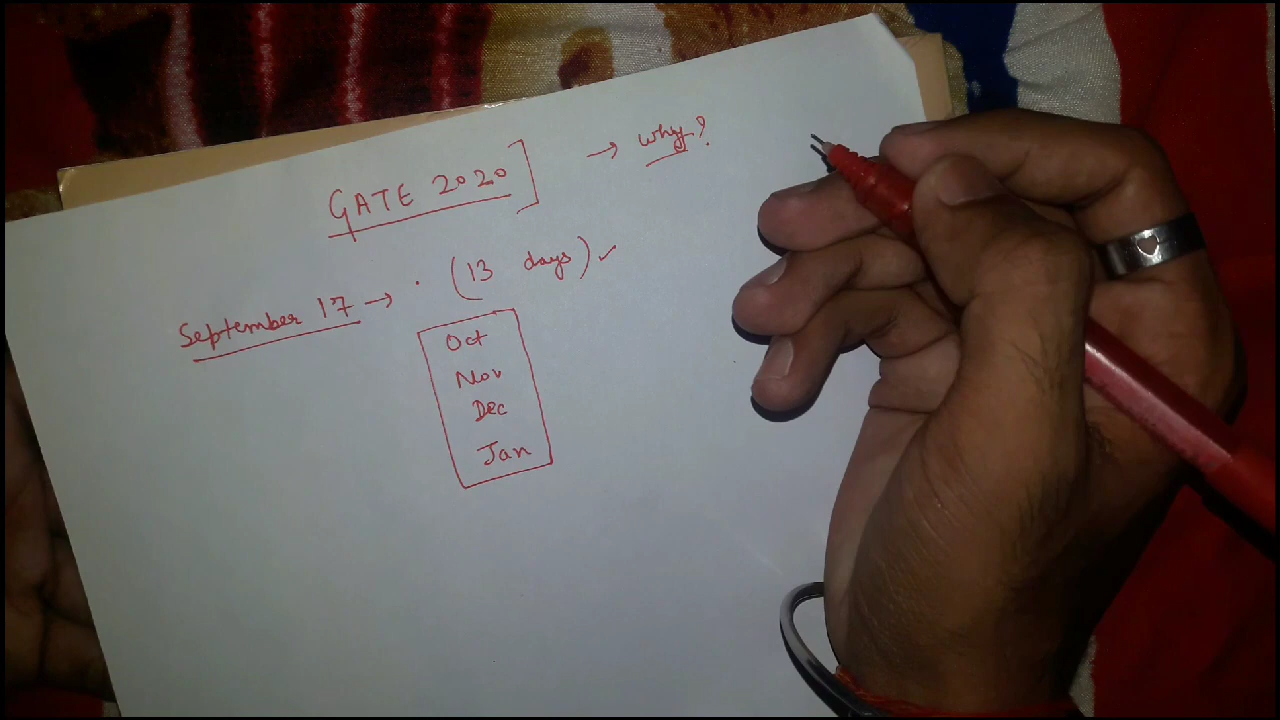 GATE 2020] → why?
September 17 → . (13 days) ✓
Oct
Nov
Dec
Jan